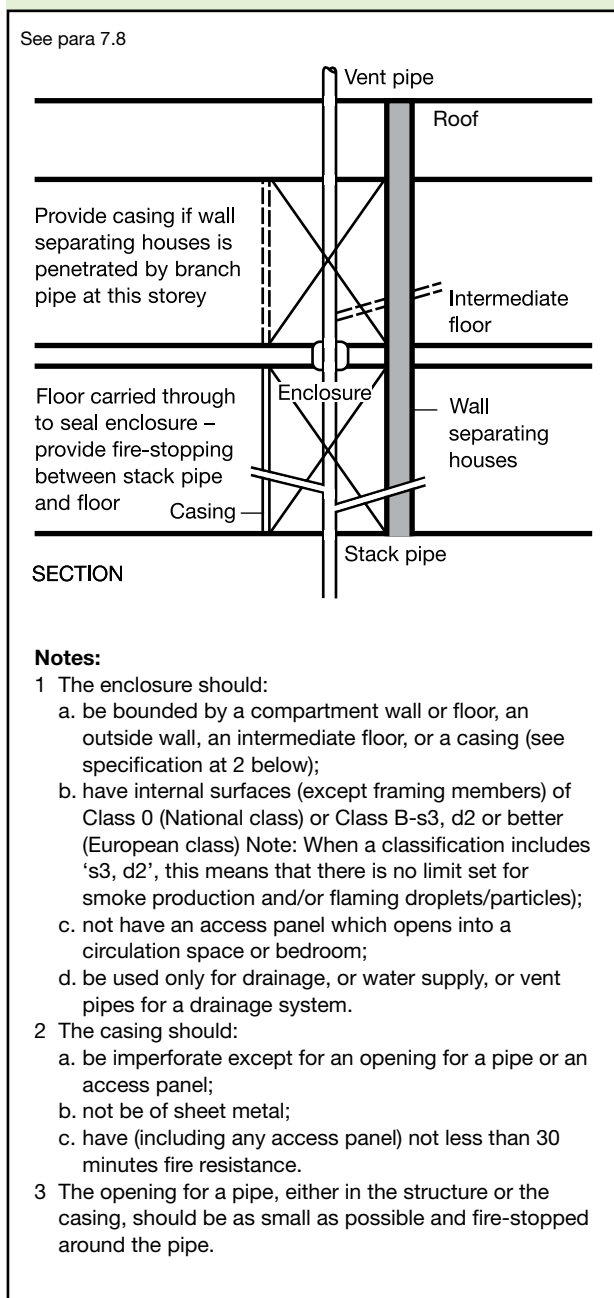 See para 7.8
Vent pipe
Roof
Provide casing if wall
separating houses is
penetrated by branch
pipe at this storey
Intermediate
floor
Floor carried through
to seal enclosure –
provide fire-stopping
between stack pipe
and floor
Enclosure
Wall
separating
houses
Casing
Stack pipe
SECTION
Notes:
1 The enclosure should:
a. be bounded by a compartment wall or floor, an
outside wall, an intermediate floor, or a casing (see
specification at 2 below);
b. have internal surfaces (except framing members) of
Class 0 (National class) or Class B-s3, d2 or better
(European class) Note: When a classification includes
‘s3, d2’, this means that there is no limit set for
smoke production and/or flaming droplets/particles);
c. not have an access panel which opens into a
circulation space or bedroom;
d. be used only for drainage, or water supply, or vent
pipes for a drainage system.
2 The casing should:
a. be imperforate except for an opening for a pipe or an
access panel;
b. not be of sheet metal;
c. have (including any access panel) not less than 30
minutes fire resistance.
3 The opening for a pipe, either in the structure or the
casing, should be as small as possible and fire-stopped
around the pipe.